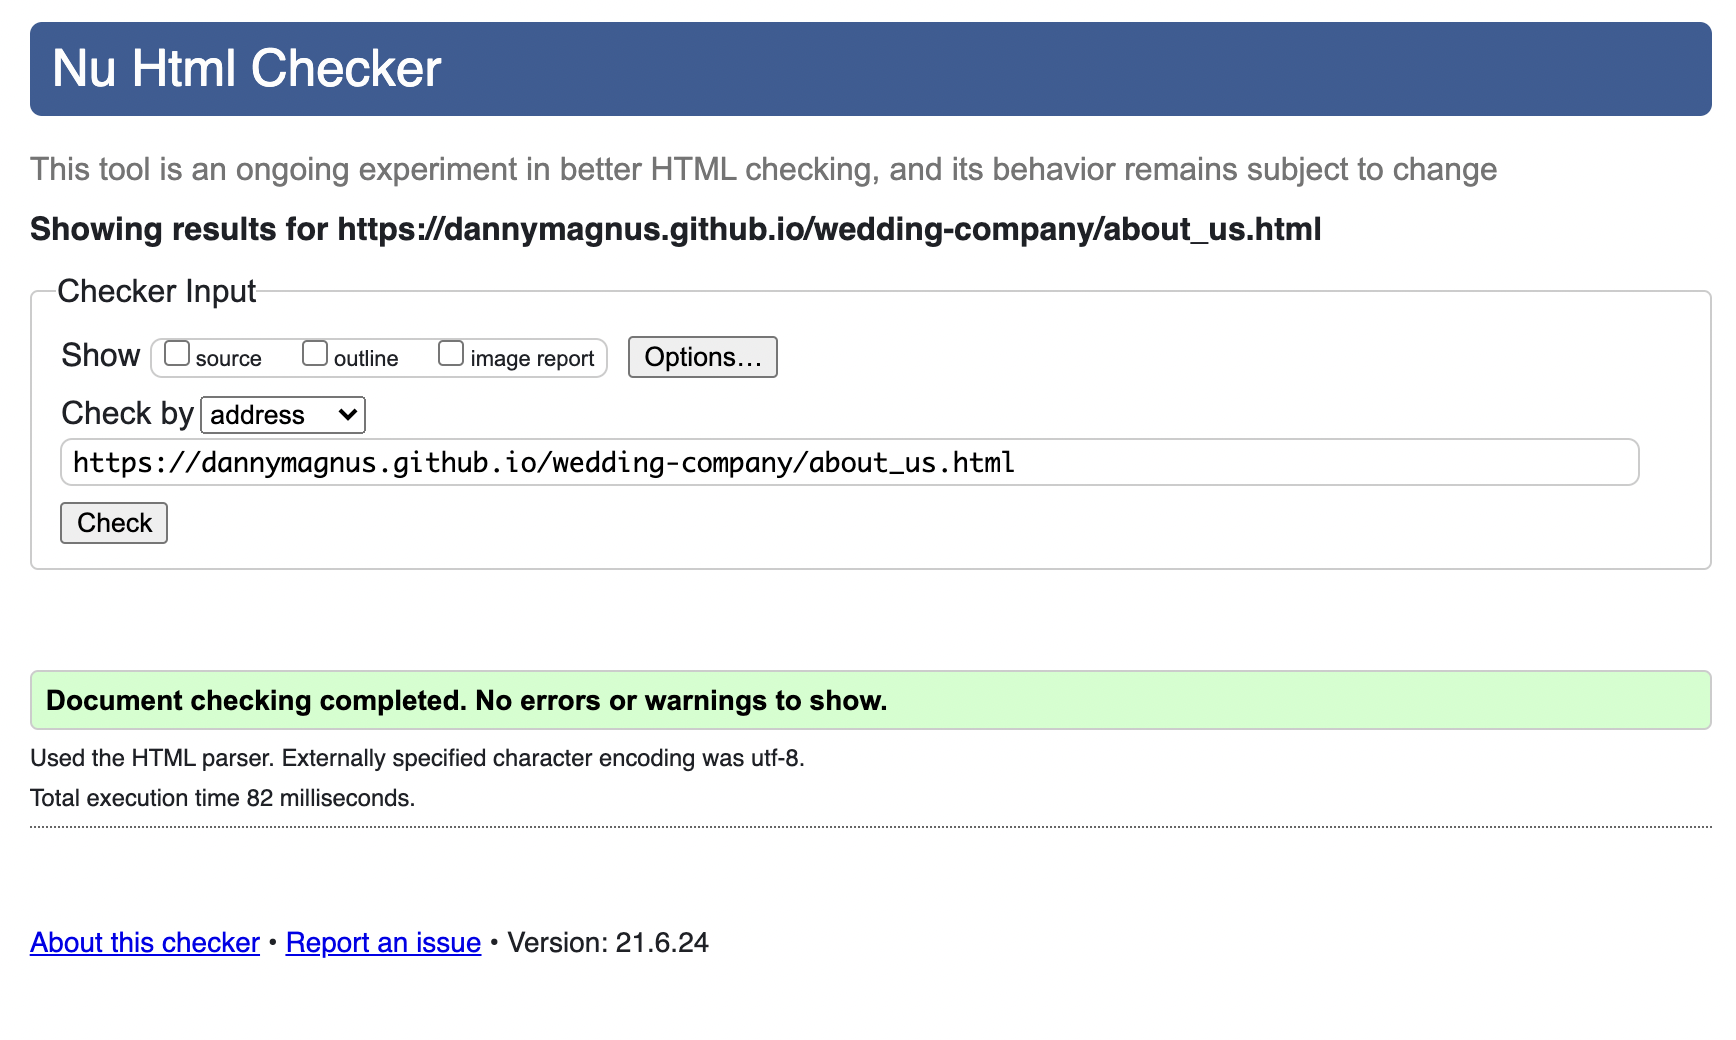 Nu Html Checker
This tool is an ongoing experiment in better HTML checking, and its behavior remains subject to change
Showing results for https://dannymagnus.github.io/wedding-company/about_us.html
Checker Input
Show source outline image report Options...
Check by address
https://dannymagnus.github.io/wedding-company/about_us.html
Check
Document checking completed. No errors or warnings to show.
Used the HTML parser. Externally specified character encoding was utf-8.
Total execution time 82 milliseconds.
About this checker • Report an issue • Version: 21.6.24